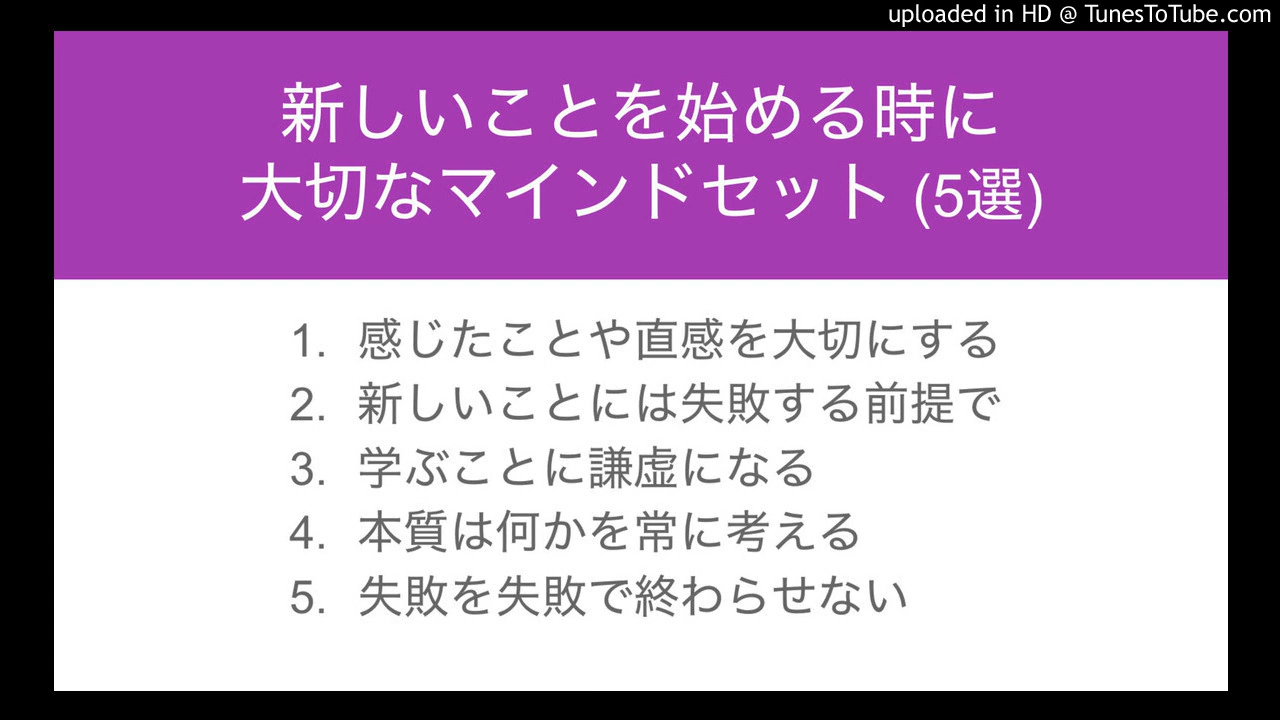 uploaded in HD @ TunesToTube.com
新しいことを始める時に
大切なマインドセット (5選)
1. 感じたことや直感を大切にする
2. 新しいことには失敗する前提で
3. 学ぶことに謙虚になる
4. 本質は何かを常に考える
5. 失敗を失敗で終わらせない